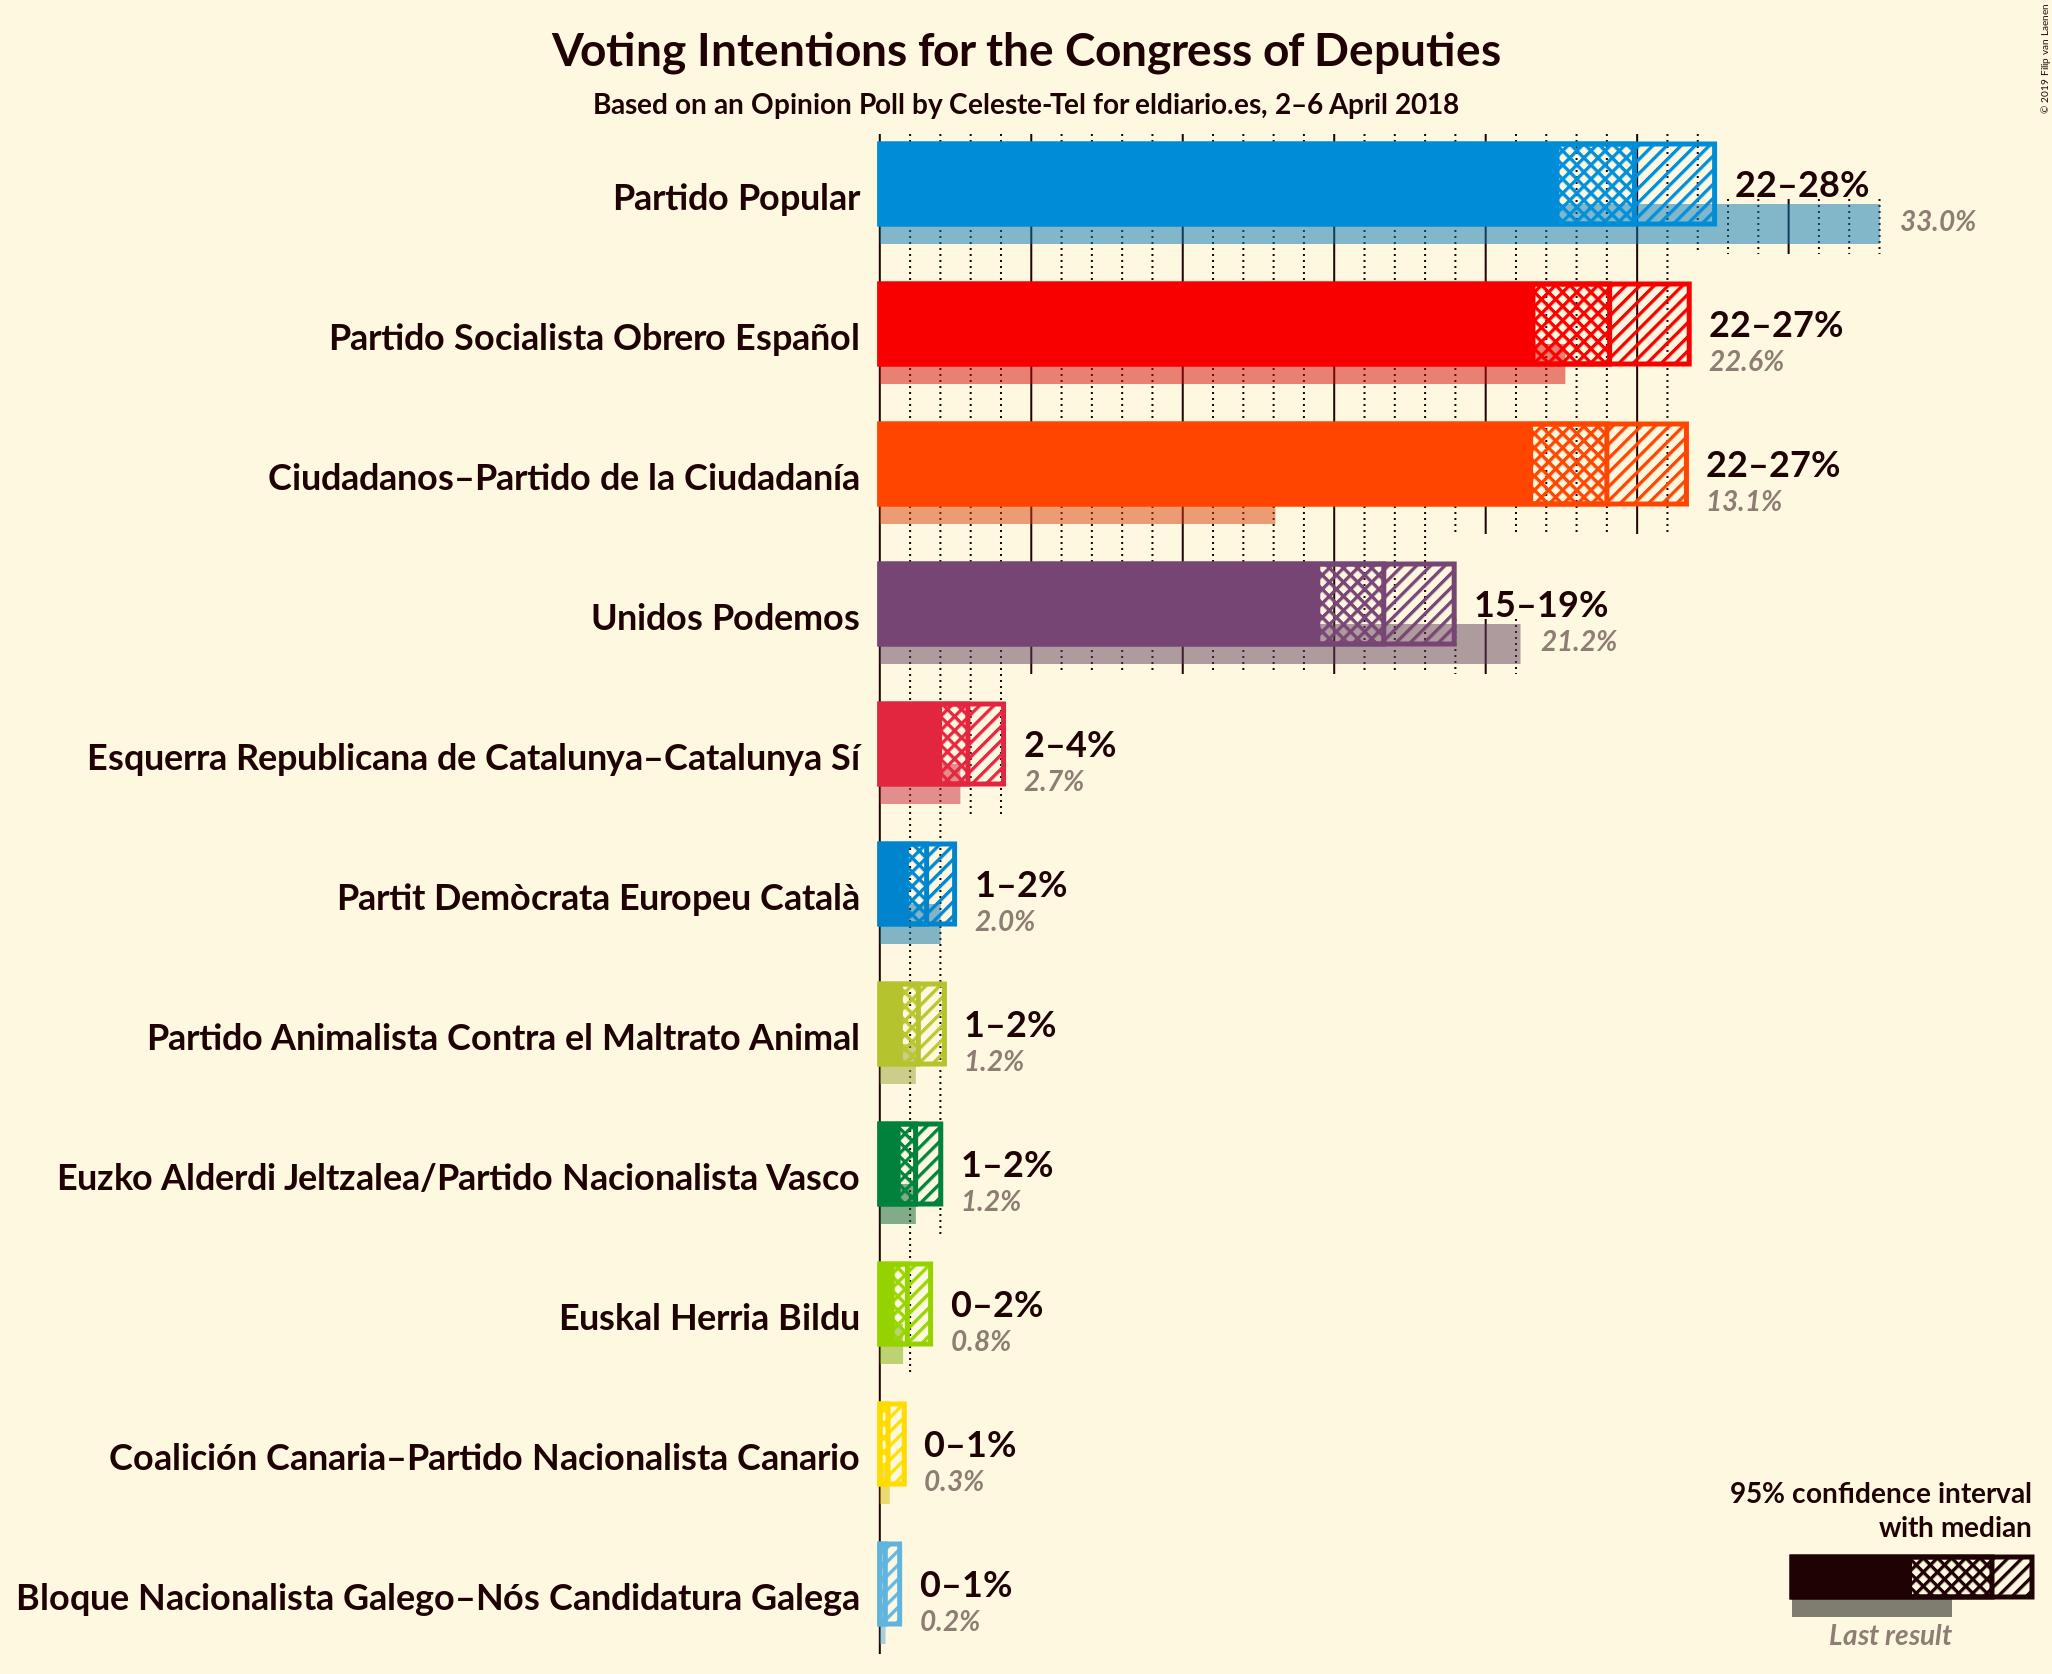 Voting Intentions for the Congress of Deputies
Based on an Opinion Poll by Celeste-Tel for eldiario.es, 2–6 April 2018
© 2019 Filip van Laenen
Partido Popular
22–28%
33.0%
Partido Socialista Obrero Español
22–27%
22.6%
Ciudadanos–Partido de la Ciudadanía
22–27%
13.1%
Unidos Podemos
15–19%
21.2%
Esquerra Republicana de Catalunya–Catalunya Sí
2–4%
2.7%
Partit Demòcrata Europeu Català
1–2%
2.0%
Partido Animalista Contra el Maltrato Animal
1–2%
1.2%
Euzko Alderdi Jeltzalea/Partido Nacionalista Vasco
1–2%
1.2%
Euskal Herria Bildu
0–2%
0.8%
Coalición Canaria–Partido Nacionalista Canario
0–1%
0.3%
Bloque Nacionalista Galego–Nós Candidatura Galega
0–1%
0.2%
95% confidence interval
with median
Last result